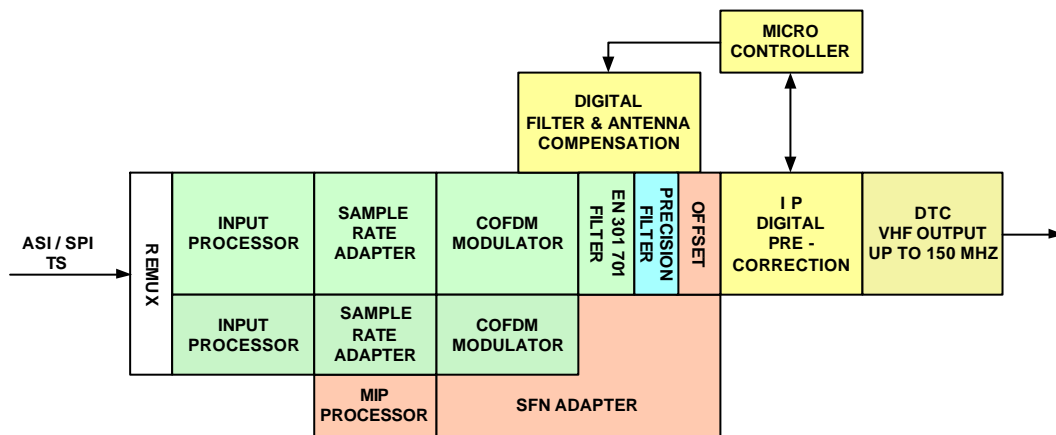 MICRO
CONTROLLER
DIGITAL
FILTER & ANTENNA
COMPENSATION
ASI / SPI
TS
REMUX
INPUT
PROCESSOR
SAMPLE
RATE
ADAPTER
COFDM
MODULATOR
EN 301 701
FILTER
PRECISION
FILTER
OFFSET
I P
DIGITAL
PRE -
CORRECTION
DTC
VHF OUTPUT
UP TO 150 MHZ
INPUT
PROCESSOR
SAMPLE
RATE
ADAPTER
COFDM
MODULATOR
MIP
PROCESSOR
SFN ADAPTER